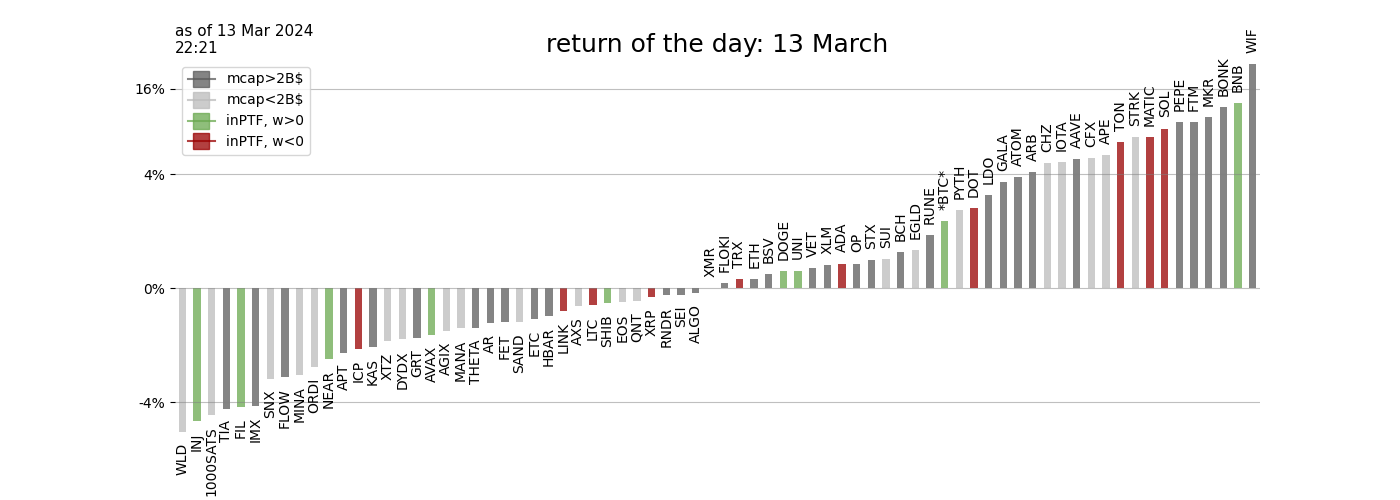 as of 13 Mar 2024
22:21
return of the day: 13 March
mcap>2B$
mcap<2B$
inPTF, w>0
inPTF, w<0
16%
4%
0%
-4%
WLD
INJ
1000SATS
TIA
FIL
IMX
SNX
FLOW
MINA
ORDI
NEAR
APT
ICP
KAS
XTZ
DYDX
GRT
AVAX
AGIX
MANA
THETA
AR
FET
SAND
ETC
HBAR
LINK
AXS
LTC
SHIB
EOS
QNT
XRP
RNDR
SEI
ALGO
XMR
FLOKI
TRX
ETH
BSV
DOGE
UNI
VET
XLM
ADA
OP
STX
SUI
BCH
EGLD
RUNE
*BTC*
PYTH
DOT
LDO
GALA
ATOM
ARB
CHZ
IOTA
AAVE
CFX
APE
TON
STRK
MATIC
SOL
PEPE
FTM
MKR
BONK
BNB
WIF